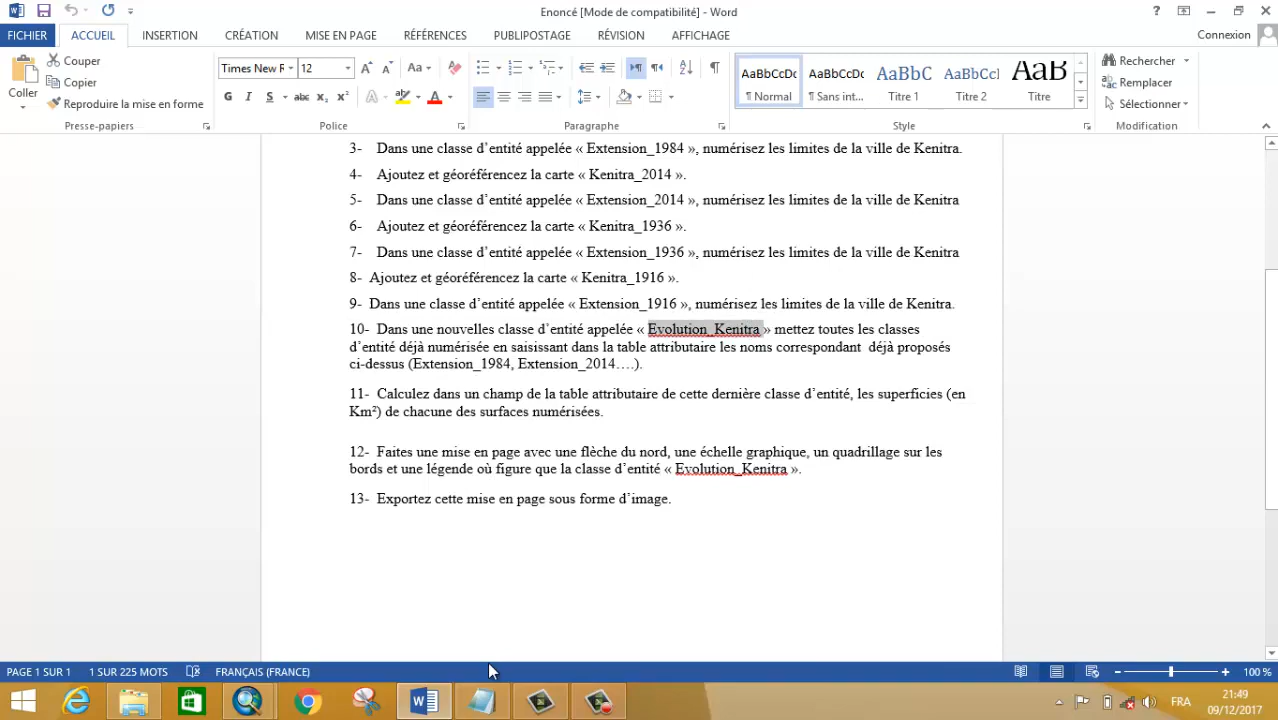 Enoncé [Mode de compatibilité] - Word
FICHIER ACCUEIL INSERTION CRÉATION MISE EN PAGE RÉFÉRENCES PUBLIPOSTAGE RÉVISION AFFICHAGE Connexion
Coller
Couper
Copier
Reproduire la mise en forme
Presse-papiers
Times New F 12
Police
Paragraphe
AaBbCcDc AaBbCcDc AaBbC AaBbCcI AaB
¶ Normal ¶ Sans int... Titre 1 Titre 2 Titre
Style
Rechercher
Remplacer
Sélectionner
Modification
3- Dans une classe d’entité appelée « Extension_1984 », numérisez les limites de la ville de Kenitra.
4- Ajoutez et géoréférencez la carte « Kenitra_2014 ».
5- Dans une classe d’entité appelée « Extension_2014 », numérisez les limites de la ville de Kenitra
6- Ajoutez et géoréférencez la carte « Kenitra_1936 ».
7- Dans une classe d’entité appelée « Extension_1936 », numérisez les limites de la ville de Kenitra
8- Ajoutez et géoréférencez la carte « Kenitra_1916 ».
9- Dans une classe d’entité appelée « Extension_1916 », numérisez les limites de la ville de Kenitra.
10- Dans une nouvelles classe d’entité appelée « Evolution_Kenitra » mettez toutes les classes
d’entité déjà numérisée en saisissant dans la table attributaire les noms correspondant déjà proposés
ci-dessus (Extension_1984, Extension_2014….).
11- Calculez dans un champ de la table attributaire de cette dernière classe d’entité, les superficies (en
Km²) de chacune des surfaces numérisées.
12- Faites une mise en page avec une flèche du nord, une échelle graphique, un quadrillage sur les
bords et une légende où figure que la classe d’entité « Evolution_Kenitra ».
13- Exportez cette mise en page sous forme d’image.
PAGE 1 SUR 1 1 SUR 225 MOTS FRANÇAIS (FRANCE) 100 %
FRA
21:49
09/12/2017